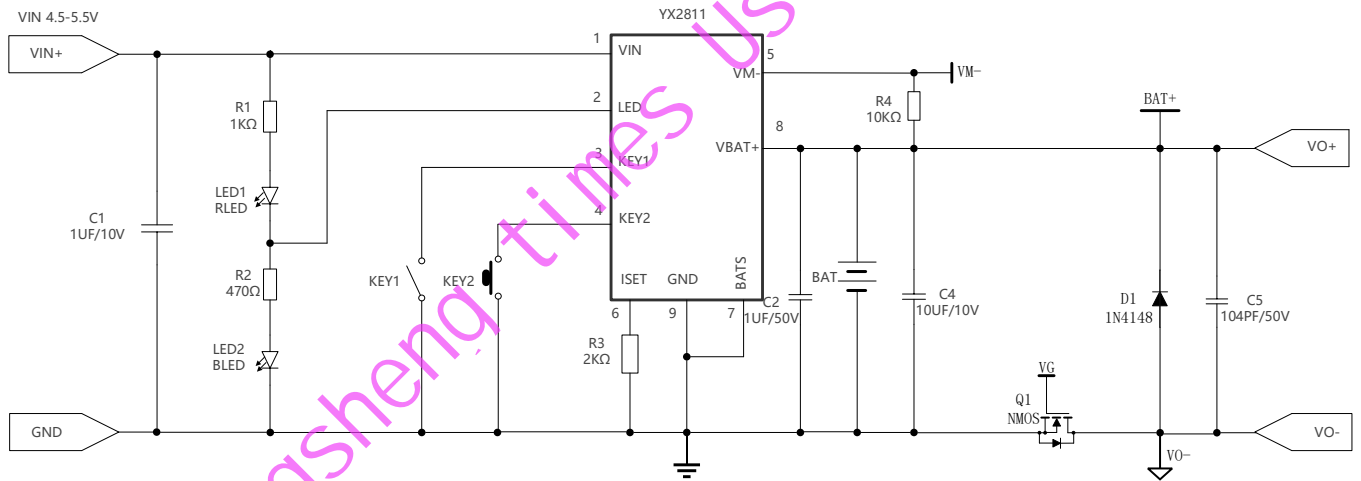 VIN 4.5-5.5V
VIN+
YX2811
1
VIN
2
LED
3
KEY1
4
KEY2
5
VM-
VM-
8
VBAT+
ISET
GND
BATS
6
9
7
R1
1KΩ
LED1
RLED
C1
1UF/10V
R2
470Ω
LED2
BLED
KEY1
KEY2
R3
2KΩ
R4
10KΩ
C2
1UF/50V
BAT
C4
10UF/10V
BAT+
VO+
D1
1N4148
C5
104PF/50V
VG
Q1
NMOS
GND
VO-
VO-
times